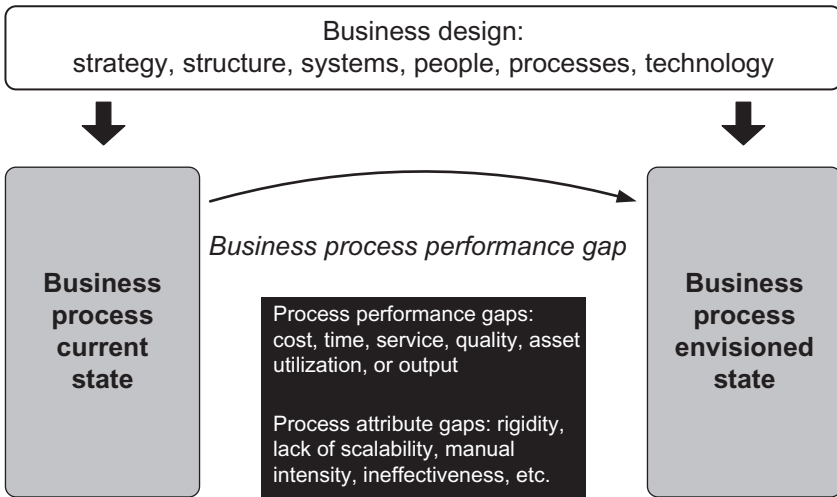 Business design:
strategy, structure, systems, people, processes, technology
Business
process
current
state
Business process performance gap
Process performance gaps:
cost, time, service, quality, asset
utilization, or output
Process attribute gaps: rigidity,
lack of scalability, manual
intensity, ineffectiveness, etc.
Business
process
envisioned
state